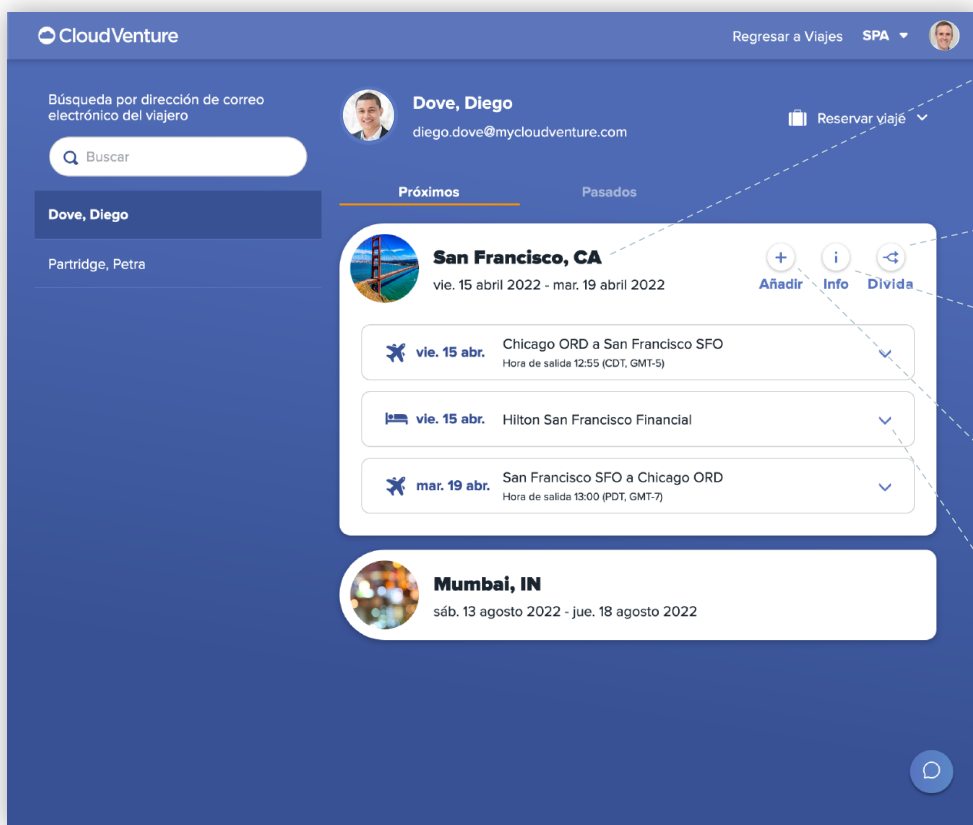 CloudVenture
Regresar a Viajes SPA
Búsqueda por dirección de correo
electrónico del viajero
Buscar
Dove, Diego
Partridge, Petra
Dove, Diego
diego.dove@mycloudventure.com
Reservar viaje
Próximos Pasados
San Francisco, CA
vie. 15 abril 2022 - mar. 19 abril 2022
Añadir Info Divida
vie. 15 abr.
Chicago ORD a San Francisco SFO
Hora de salida 12:55 (CDT, GMT-5)
vie. 15 abr. Hilton San Francisco Financial
mar. 19 abr.
San Francisco SFO a Chicago ORD
Hora de salida 13:00 (PDT, GMT-7)
Mumbai, IN
sáb. 13 agosto 2022 - jue. 18 agosto 2022